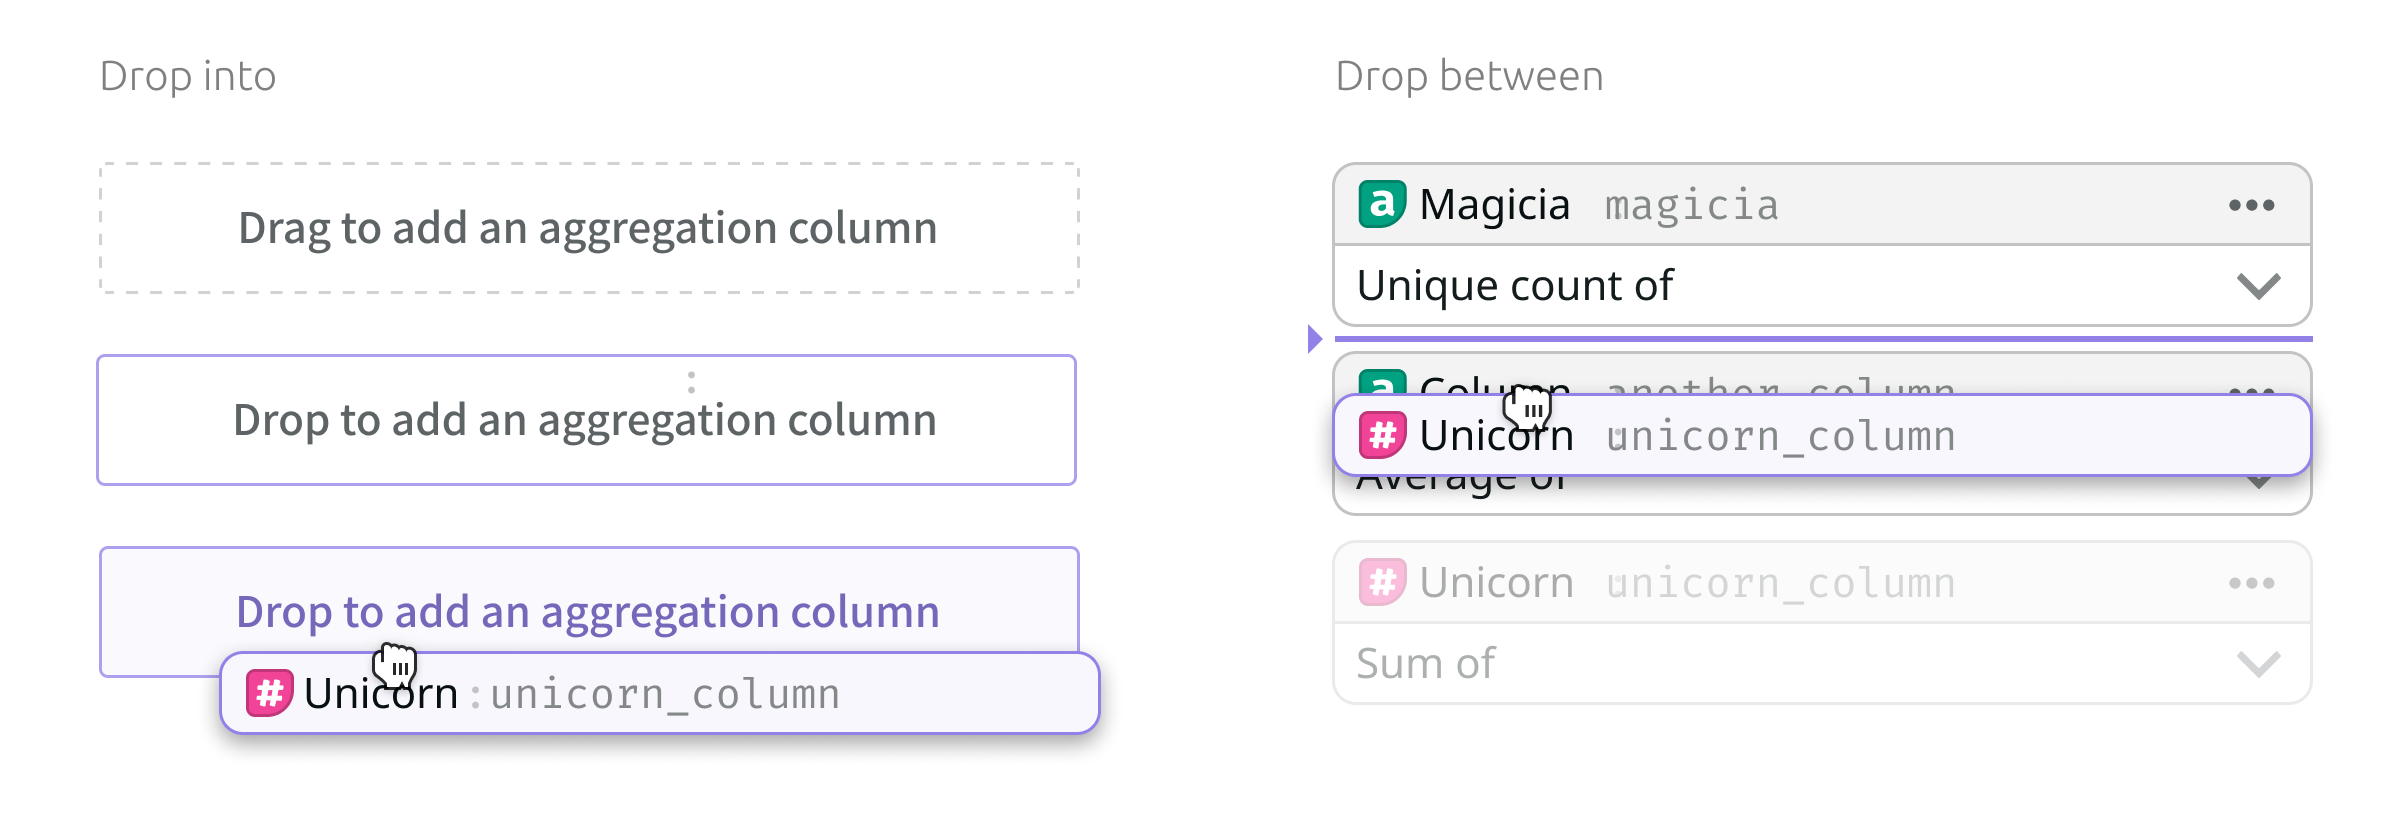 Drop into
Drag to add an aggregation column
:
Drop to add an aggregation column
Drop to add an aggregation column
# Unicorn : unicorn_column
Drop between
a Magicia magicia •••
Unique count of
a Column another_column •••
# Unicorn unicorn_column
Average of
# Unicorn unicorn_column •••
Sum of